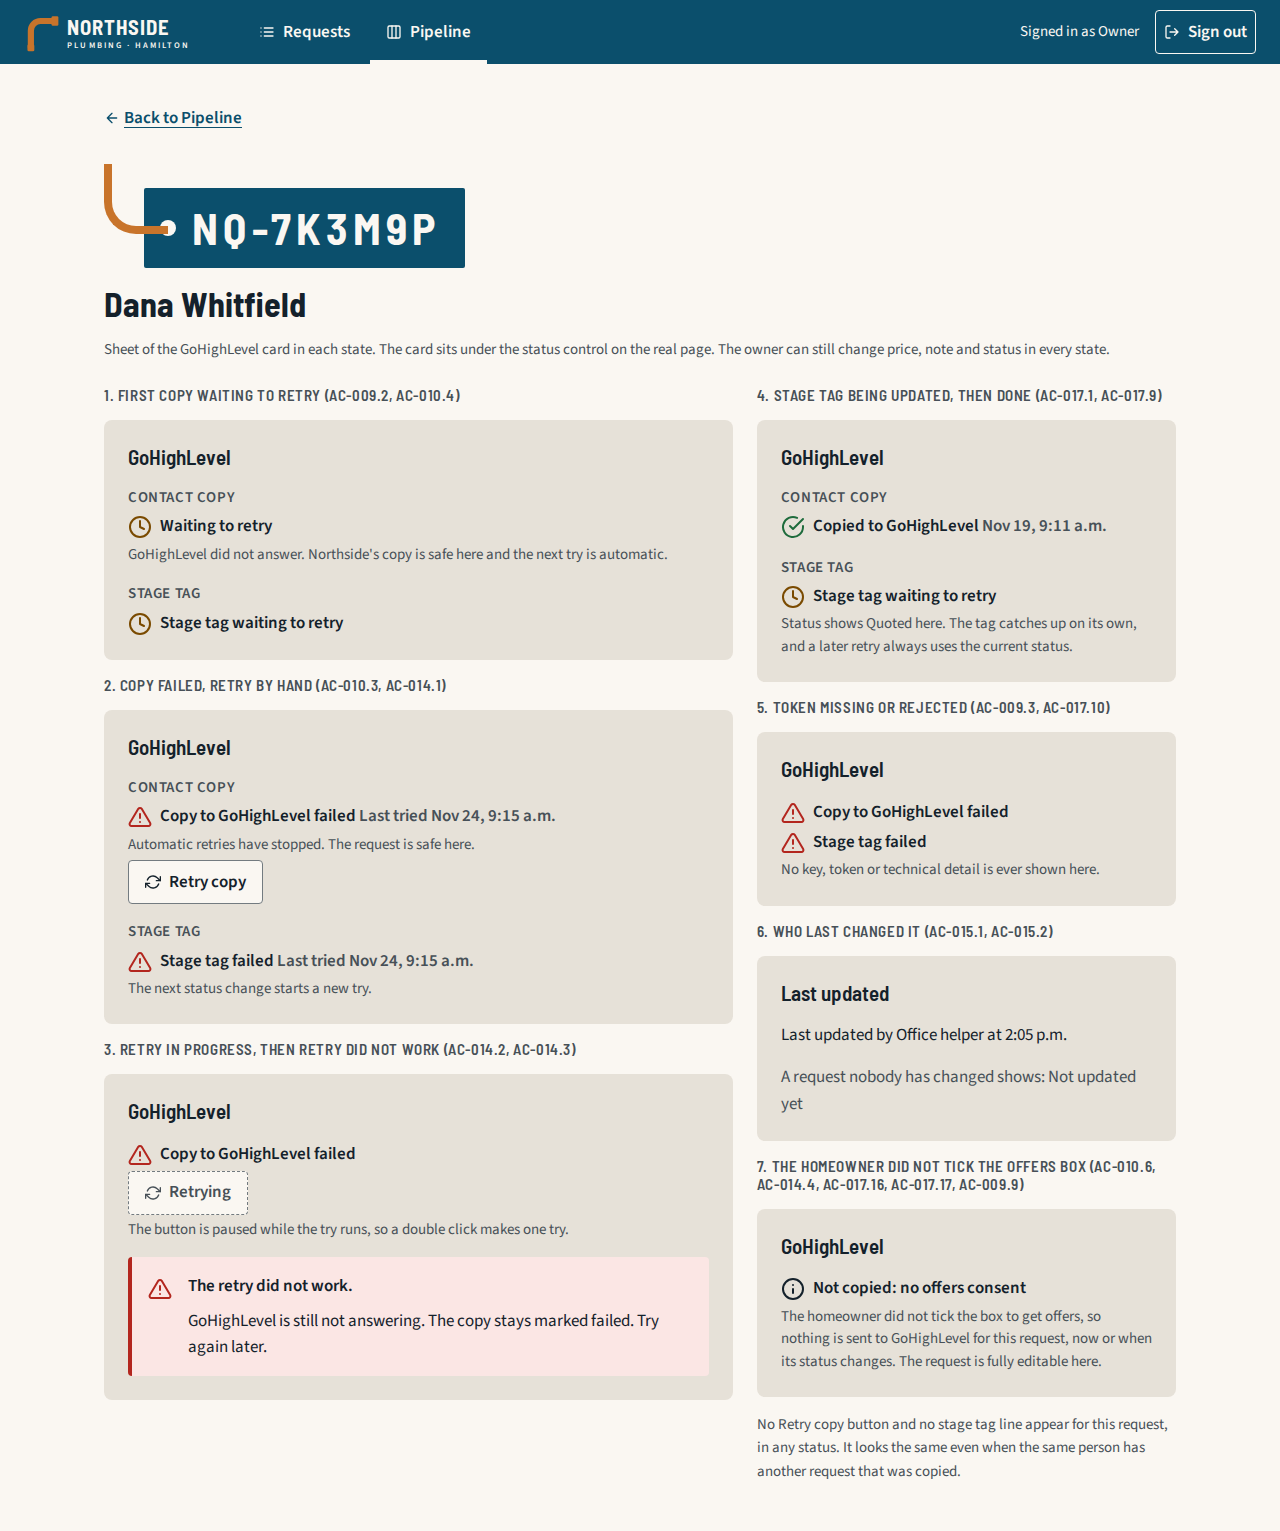 NORTHSIDE
PLUMBING · HAMILTON
Requests
Pipeline
Signed in as Owner
Sign out
Back to Pipeline
NQ-7K3M9P
Dana Whitfield
Sheet of the GoHighLevel card in each state. The card sits under the status control on the real page. The owner can still change price, note and status in every state.
1. FIRST COPY WAITING TO RETRY (AC-009.2, AC-010.4)
GoHighLevel
CONTACT COPY
Waiting to retry
GoHighLevel did not answer. Northside's copy is safe here and the next try is automatic.
STAGE TAG
Stage tag waiting to retry
2. COPY FAILED, RETRY BY HAND (AC-010.3, AC-014.1)
GoHighLevel
CONTACT COPY
Copy to GoHighLevel failed Last tried Nov 24, 9:15 a.m.
Automatic retries have stopped. The request is safe here.
Retry copy
STAGE TAG
Stage tag failed Last tried Nov 24, 9:15 a.m.
The next status change starts a new try.
3. RETRY IN PROGRESS, THEN RETRY DID NOT WORK (AC-014.2, AC-014.3)
GoHighLevel
Copy to GoHighLevel failed
Retrying
The button is paused while the try runs, so a double click makes one try.
The retry did not work.
GoHighLevel is still not answering. The copy stays marked failed. Try
again later.
4. STAGE TAG BEING UPDATED, THEN DONE (AC-017.1, AC-017.9)
GoHighLevel
CONTACT COPY
Copied to GoHighLevel Nov 19, 9:11 a.m.
STAGE TAG
Stage tag waiting to retry
Status shows Quoted here. The tag catches up on its own,
and a later retry always uses the current status.
5. TOKEN MISSING OR REJECTED (AC-009.3, AC-017.10)
GoHighLevel
Copy to GoHighLevel failed
Stage tag failed
No key, token or technical detail is ever shown here.
6. WHO LAST CHANGED IT (AC-015.1, AC-015.2)
Last updated
Last updated by Office helper at 2:05 p.m.
A request nobody has changed shows: Not updated
yet
7. THE HOMEOWNER DID NOT TICK THE OFFERS BOX (AC-010.6,
AC-014.4, AC-017.16, AC-017.17, AC-009.9)
GoHighLevel
Not copied: no offers consent
The homeowner did not tick the box to get offers, so
nothing is sent to GoHighLevel for this request, now or when
its status changes. The request is fully editable here.
No Retry copy button and no stage tag line appear for this request,
in any status. It looks the same even when the same person has
another request that was copied.